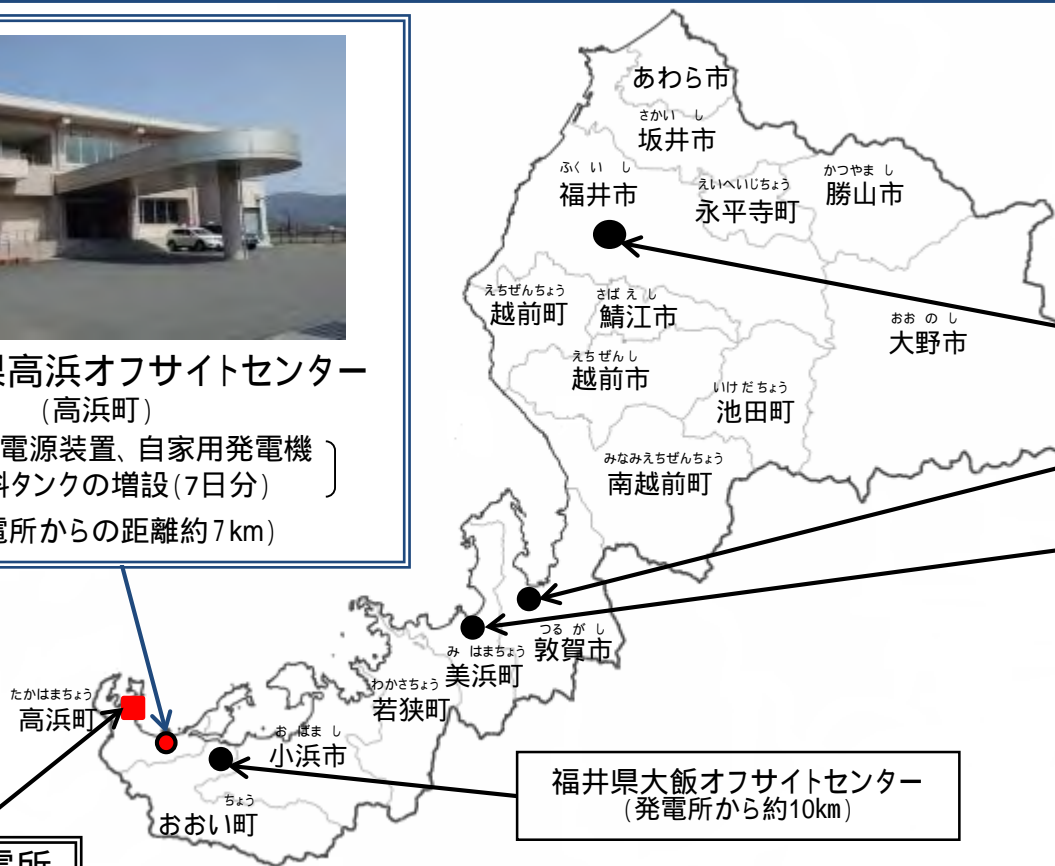 県高浜オフサイトセンター
(高浜町)
電源装置、自家用発電機
料タンクの増設(7日分)
電所からの距離約7km)
あわら市
さかい し
坂井市
ふく い し
福井市
えいへいじちょう
永平寺町
かつやま し
勝山市
えちぜんちょう
越前町
さば え し
鯖江市
おお の し
大野市
えち ぜん し
越前市
いけ だ ちょう
池田町
みなみえちぜんちょう
南越前町
つる が し
敦賀市
み はまちょう
美浜町
わかさちょう
若狭町
たかはまちょう
高浜町
お ばま し
小浜市
ちょう
おおい町
福井県大飯オフサイトセンター
(発電所から約10km)
電所